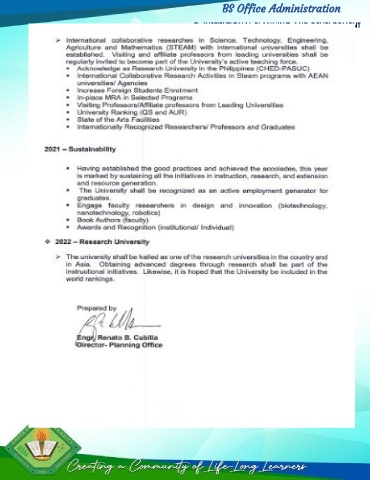 BS Office Administration
C. INSTITUTIONAL PLANNING AND DEVELOPMENT
➢ International collaborative researches in Science, Technology, Engineering,
Agriculture and Mathematics (STEAM) with international universities shall be
established. Visiting and affiliate professors from leading universities shall be
regularly invited to become part of the University's active teaching force.
• Acknowledge as Research University in the Philippines (CHED-PASUC)
• International Collaborative Research Activities in Steam programs with AEAN
universities/ Agencies
• Increase Foreign Students Enrolment
• In-place MRA in Selected Programs
• Visiting Professors/Affiliate professors from Leading Universities
• University Ranking (QS and AUR)
• State of the Arts Facilities
• Internationally Recognized Researchers/ Professors and Graduates
2021 – Sustainability
• Having established the good practices and achieved the accolades, this year
is marked by sustaining all the initiatives in instruction, research, and extension
and resource generation.
• The University shall be recognized as an active employment generator for
graduates.
• Engage faculty researchers in design and innovation (biotechnology,
nanotechnology, robotics)
• Book Authors (faculty)
• Awards and Recognition (institutional/ Individual)
❖ 2022 – Research University
➢ The university shall be hailed as one of the research universities in the country and
in Asia. Obtaining advanced degrees through research shall be part of the
instructional initiatives. Likewise, it is hoped that the University be included in the
world rankings.
Prepared by
Engr. Renato B. Cubilla
Director- Planning Office
Creating a Community of Life-Long Learners